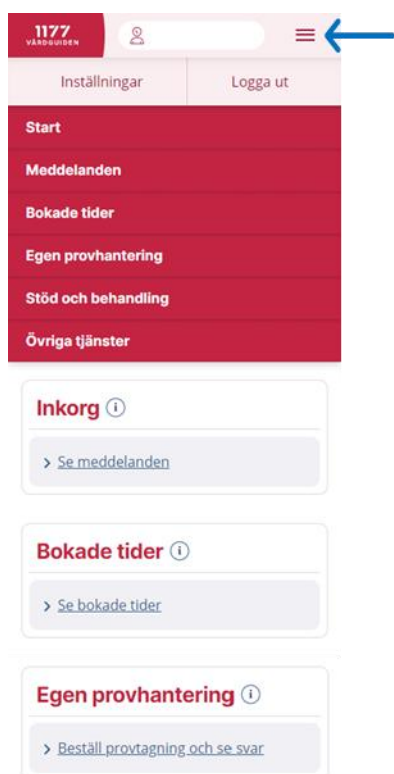 1177
VÅRDGUIDEN
Inställningar
Logga ut
Start
Meddelanden
Bokade tider
Egen provhantering
Stöd och behandling
Övriga tjänster
Inkorg
Se meddelanden
Bokade tider
Se bokade tider
Egen provhantering
Beställ provtagning och se svar